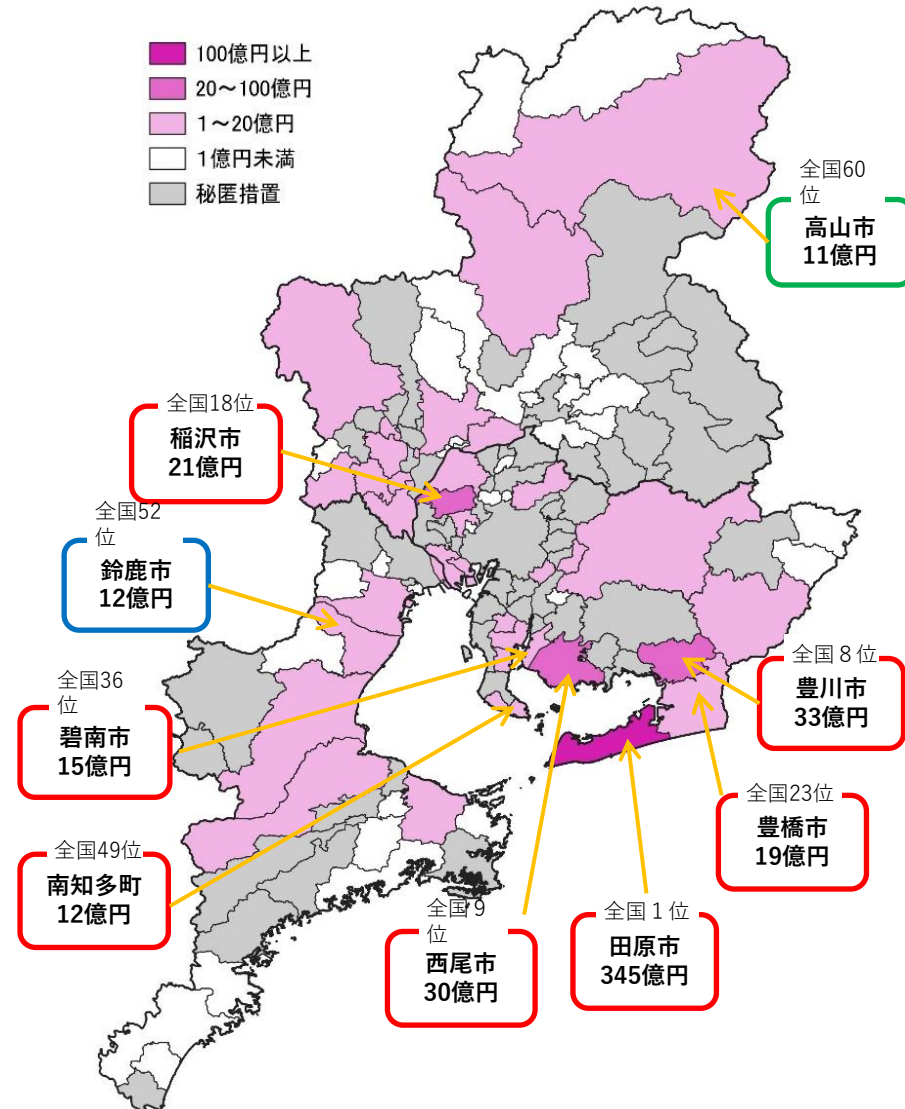 100億円以上
20～100億円
1～20億円
1億円未満
秘匿措置
全国60
位
高山市
11億円
全国18位
稲沢市
21億円
全国52
位
鈴鹿市
12億円
全国36
位
碧南市
15億円
全国49位
南知多町
12億円
全国９
位
西尾市
30億円
全国１位
田原市
345億円
全国23位
豊橋市
19億円
全国８位
豊川市
33億円